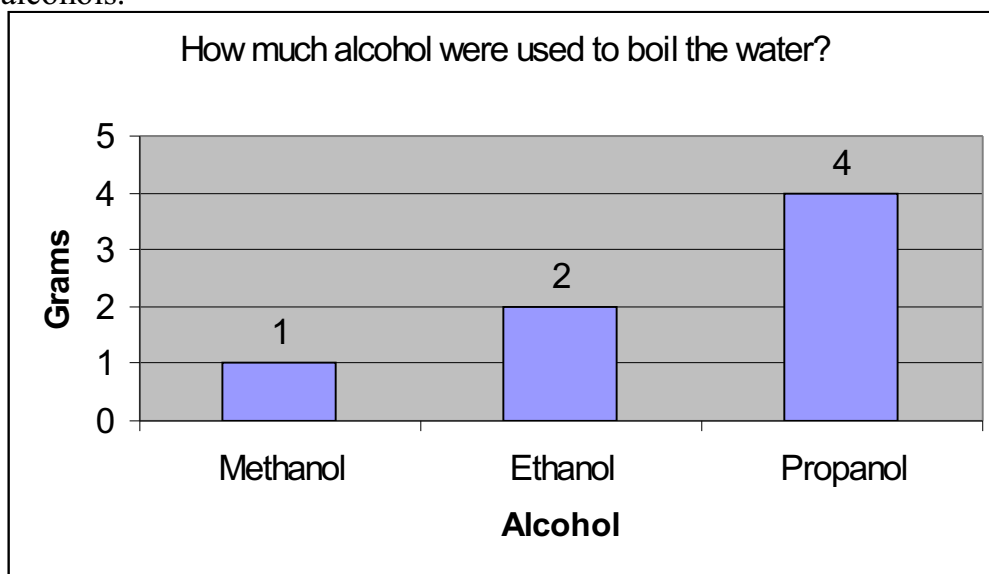 alcohols.
How much alcohol were used to boil the water?
5
4
3
2
1
0
4
2
1
Grams
Methanol Ethanol Propanol
Alcohol